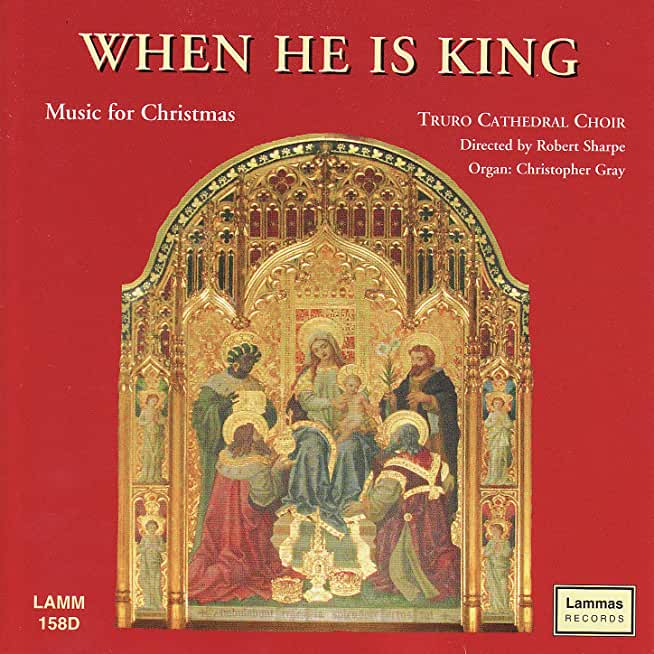 WHEN HE IS KING
Music for Christmas
TRURO CATHEDRAL CHOIR
Directed by Robert Sharpe
Organ: Christopher Gray
LAMM
158D
Lammas
RECORDS